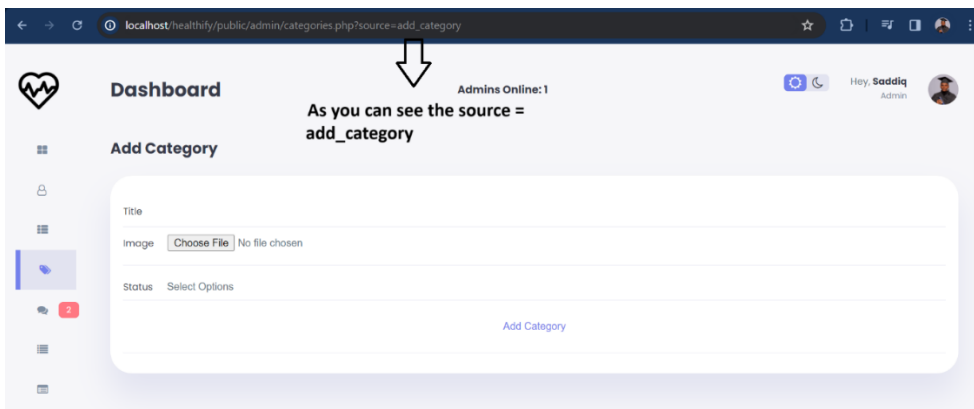 localhost/healthify/public/admin/categories.php?source=add_category
Dashboard
Admins Online: 1
Hey, Saddiq
Admin
As you can see the source =
add_category
Add Category
Title
Image Choose File No file chosen
Status Select Options
2
Add Category